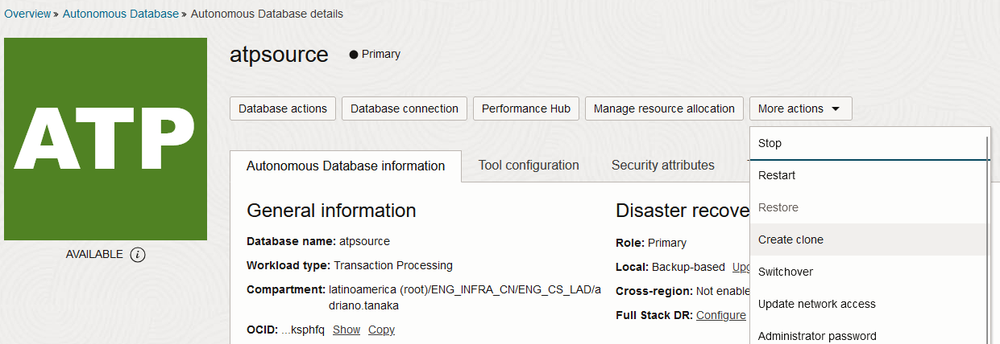 Overview » Autonomous Database » Autonomous Database details
ATP
AVAILABLE i
atpsource ● Primary
Database actions Database connection Performance Hub Manage resource allocation More actions
Stop
Restart
Restore
Create clone
Switchover
Update network access
Administrator password
Autonomous Database information Tool configuration Security attributes
General information
Database name: atpsource
Workload type: Transaction Processing
Compartment: latinoamerica (root)/ENG_INFRA_CN/ENG_CS_LAD/a
driano.tanaka
OCID: ...ksphfq Show Copy
Disaster recove
Role: Primary
Local: Backup-based Upg
Cross-region: Not enable
Full Stack DR: Configure